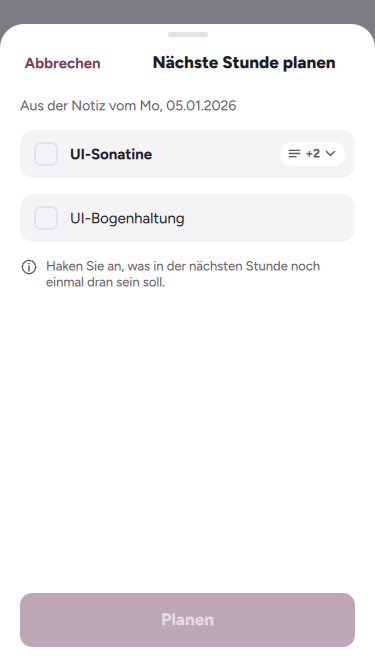 Abbrechen
Nächste Stunde planen
Aus der Notiz vom Mo, 05.01.2026
UI-Sonatine
+2
UI-Bogenhaltung
Haken Sie an, was in der nächsten Stunde noch
einmal dran sein soll.
Planen